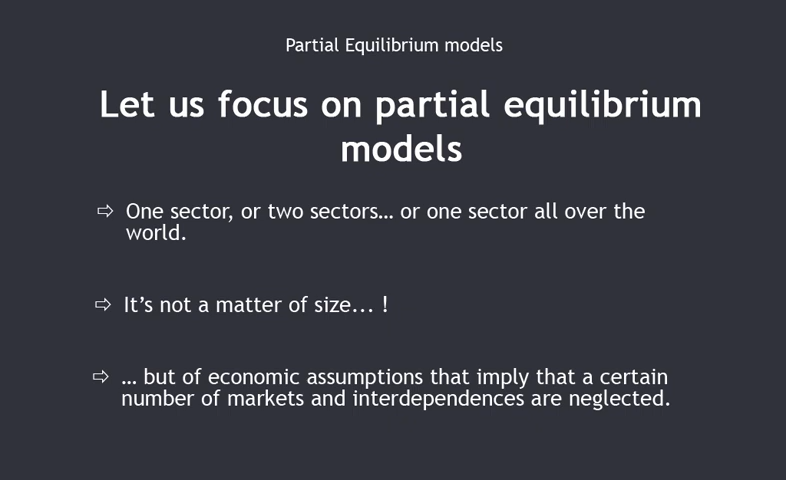 Partial Equilibrium models
Let us focus on partial equilibrium
models
⇨ One sector, or two sectors… or one sector all over the
world.
⇨ It’s not a matter of size... !
⇨ … but of economic assumptions that imply that a certain
number of markets and interdependences are neglected.